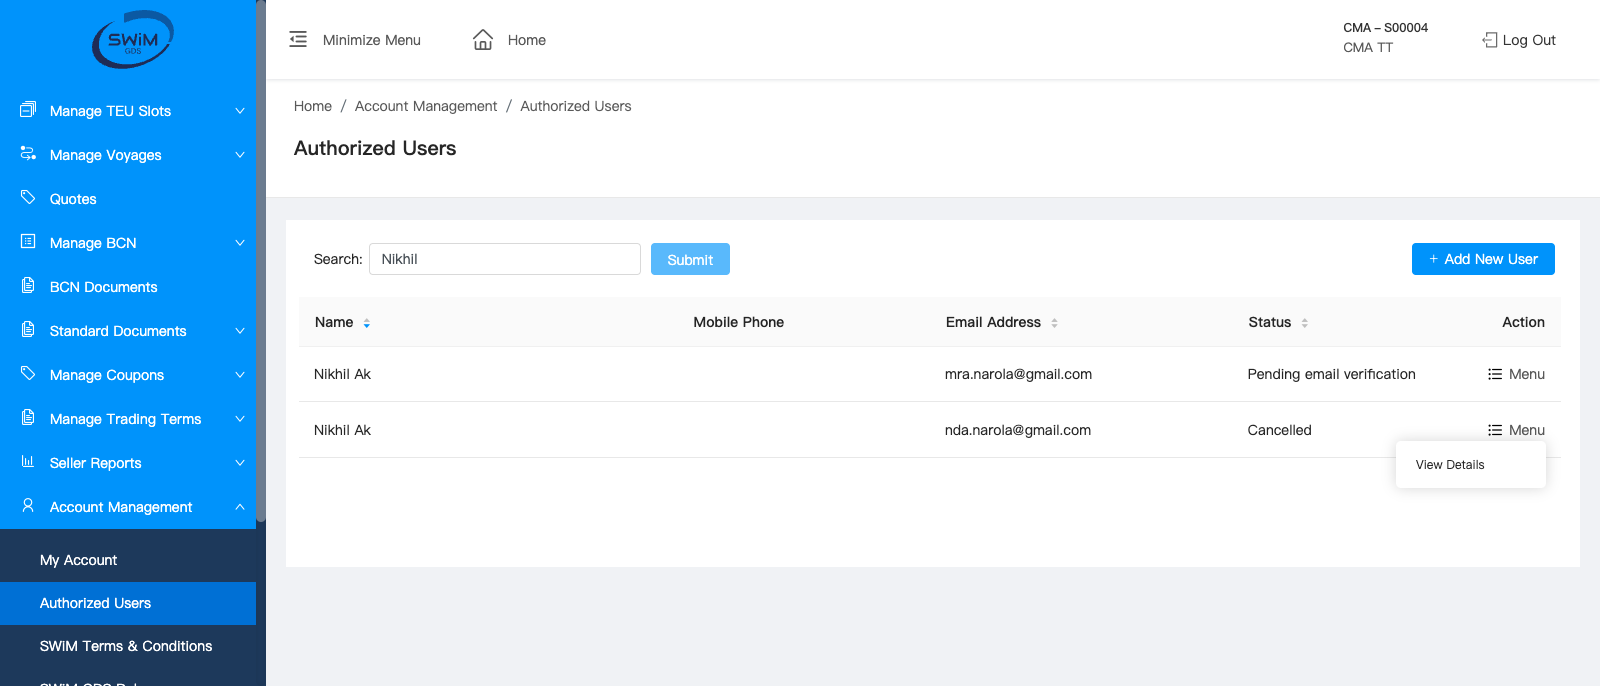 SWiM
GDS
Minimize Menu
Home
CMA – S00004
CMA TT
Log Out
Manage TEU Slots
Manage Voyages
Quotes
Manage BCN
BCN Documents
Standard Documents
Manage Coupons
Manage Trading Terms
Seller Reports
Account Management
My Account
Authorized Users
SWiM Terms & Conditions
Home / Account Management / Authorized Users
Authorized Users
Search: Nikhil Submit + Add New User
Name Mobile Phone Email Address Status Action
Nikhil Ak mra.narola@gmail.com Pending email verification Menu
Nikhil Ak nda.narola@gmail.com Cancelled Menu
View Details